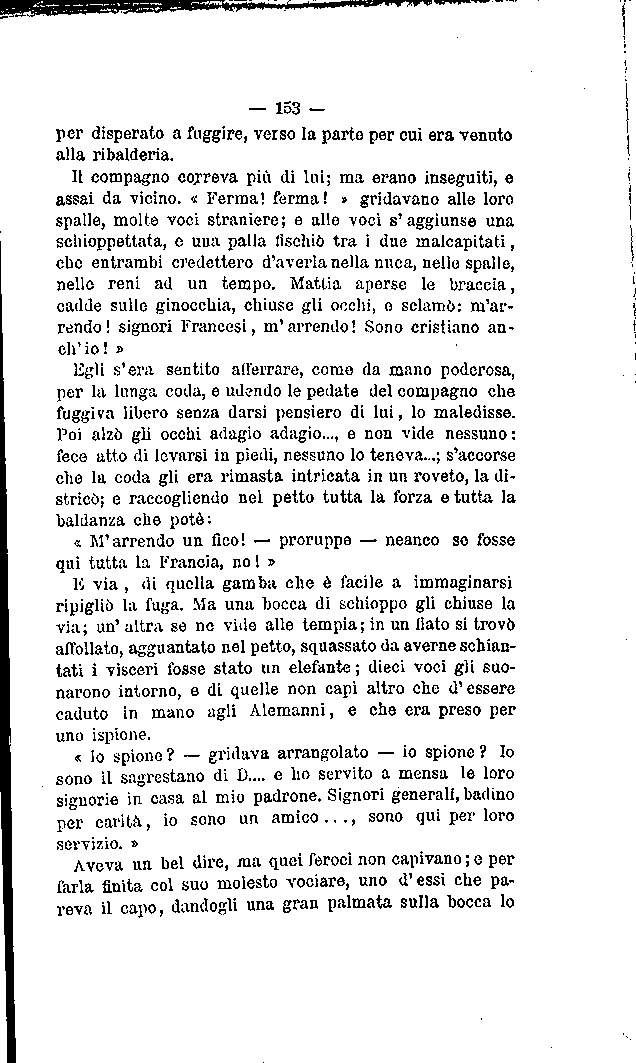 — 153 —
per disperato a fuggire, verso la parte per cui era venuto
alla ribalderia.
Il compagno correva più di lui; ma erano inseguiti, e
assai da vicino. « Ferma! ferma! » gridavano alle loro
spalle, molte voci straniere; e alle voci s' aggiunse una
schioppettata, e una palla fischiò tra i due malcapitati,
che entrambi credettero d'averla nella nuca, nelle spalle,
nelle reni ad un tempo. Mattia aperse le braccia,
cadde sulle ginocchia, chiuse gli occhi, e sclamò: m'ar-
rendo! signori Francesi, m' arrendo! Sono cristiano an-
ch' io! »
Egli s' era sentito afferrare, come da mano poderosa,
per la lunga coda, e udendo le pedate del compagno che
fuggiva libero senza darsi pensiero di lui, lo maledisse.
Poi alzò gli occhi adagio adagio..., e non vide nessuno:
fece atto di levarsi in piedi, nessuno lo teneva...; s'accorse
che la coda gli era rimasta intricata in un roveto, la di-
stricò; e raccogliendo nel petto tutta la forza e tutta la
baldanza che potè:
« M' arrendo un fico! — proruppe — neanco se fosse
qui tutta la Francia, no! »
E via, di quella gamba che è facile a immaginarsi
ripigliò la fuga. Ma una bocca di schioppo gli chiuse la
via; un' altra se ne vide alle tempia; in un fiato si trovò
affollato, agguantato nel petto, squassato da averne schian-
tati i visceri fosse stato un elefante; dieci voci gli suo-
narono intorno, e di quelle non capì altro che d' essere
caduto in mano agli Alemanni, e che era preso per
uno ispione.
« Io spione? — gridava arrangolato — io spione? Io
sono il sagrestano di D.... e ho servito a mensa le loro
signorie in casa al mio padrone. Signori generali, badino
per carità, io sono un amico..., sono qui per loro
servizio. »
Aveva un bel dire, ma quei feroci non capivano; e per
farla finita col suo molesto vociare, uno d' essi che pa-
reva il capo, dandogli una gran palmata sulla bocca lo